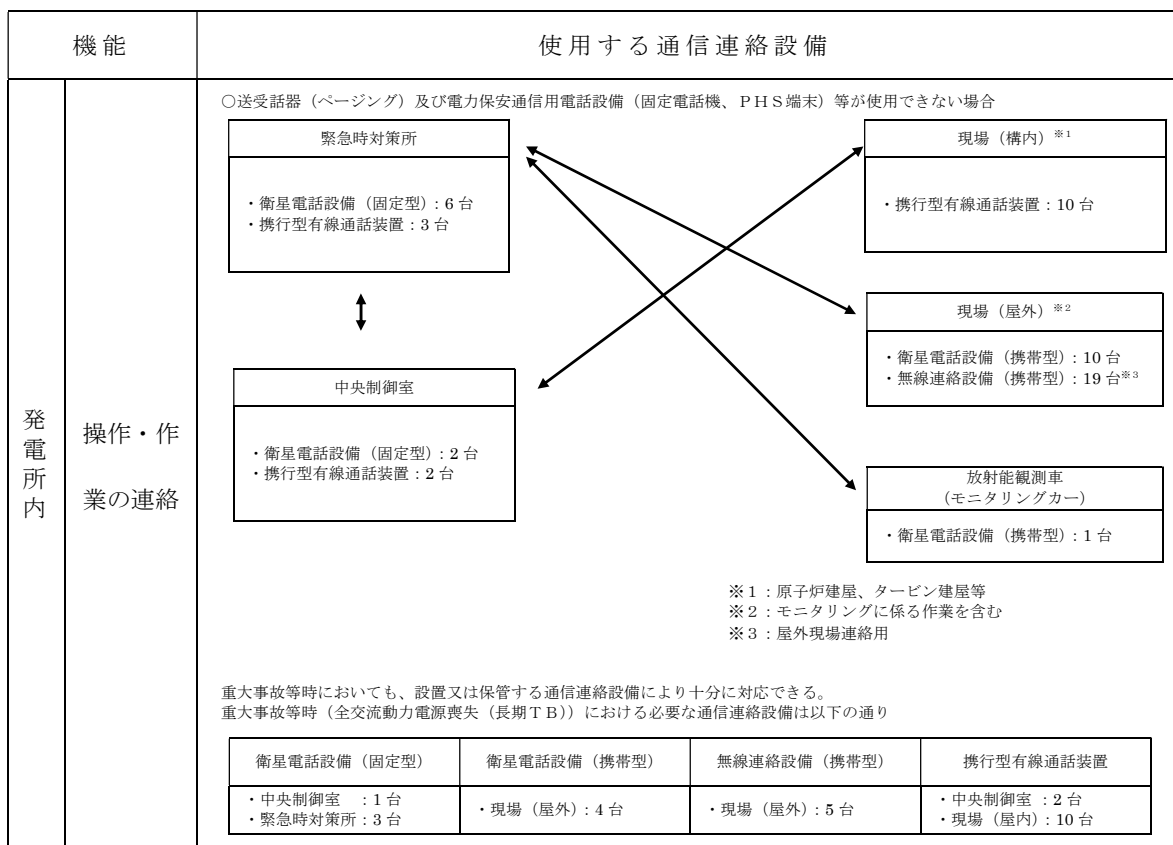 機能
使用する通信連絡設備
発電所内
操作・作
業の連絡
○送受話器（ページング）及び電力保安通信用電話設備（固定電話機、ＰＨＳ端末）等が使用できない場合
緊急時対策所
・衛星電話設備（固定型）：6 台
・携行型有線通話装置：3 台
現場（構内）※1
・携行型有線通話装置：10 台
現場（屋外）※2
・衛星電話設備（携帯型）：10 台
・無線連絡設備（携帯型）：19 台※3
中央制御室
・衛星電話設備（固定型）：2 台
・携行型有線通話装置：2 台
放射能観測車
（モニタリングカー）
・衛星電話設備（携帯型）：1 台
※１：原子炉建屋、タービン建屋等
※２：モニタリングに係る作業を含む
※３：屋外現場連絡用
重大事故等時においても、設置又は保管する通信連絡設備により十分に対応できる。
重大事故等時（全交流動力電源喪失（長期ＴＢ））における必要な通信連絡設備は以下の通り
衛星電話設備（固定型）
衛星電話設備（携帯型）
無線連絡設備（携帯型）
携行型有線通話装置
・中央制御室　：1 台
・緊急時対策所：3 台
・現場（屋外）：4 台
・現場（屋外）：5 台
・中央制御室 ：2 台
・現場（屋内）：10 台